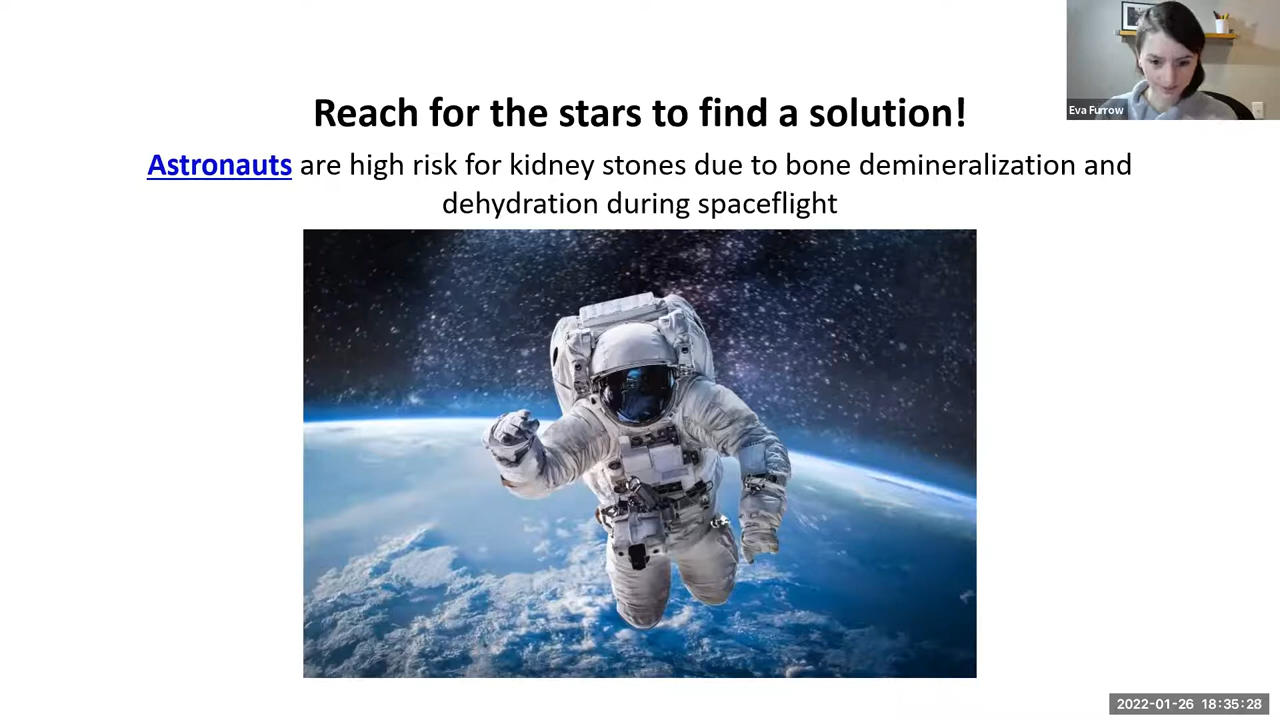 Reach for the stars to find a solution!
Astronauts are high risk for kidney stones due to bone demineralization and
dehydration during spaceflight
Eva Furrow
2022-01-26 18:35:28